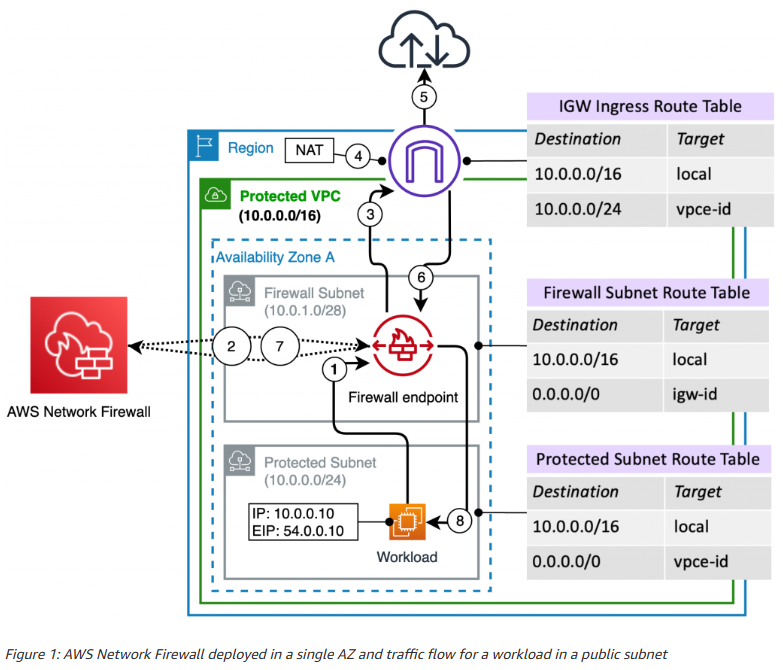 5
IGW Ingress Route Table
Destination Target
10.0.0.0/16 local
10.0.0.0/24 vpce-id
Region
NAT
4
Protected VPC
(10.0.0.0/16)
3
Availability Zone A
6
Firewall Subnet
(10.0.1.0/28)
Firewall Subnet Route Table
Destination Target
10.0.0.0/16 local
0.0.0.0/0 igw-id
2
7
1
AWS Network Firewall
Firewall endpoint
Protected Subnet
(10.0.0.0/24)
Protected Subnet Route Table
Destination Target
10.0.0.0/16 local
0.0.0.0/0 vpce-id
IP: 10.0.0.10
EIP: 54.0.0.10
8
Workload
Figure 1: AWS Network Firewall deployed in a single AZ and traffic flow for a workload in a public subnet